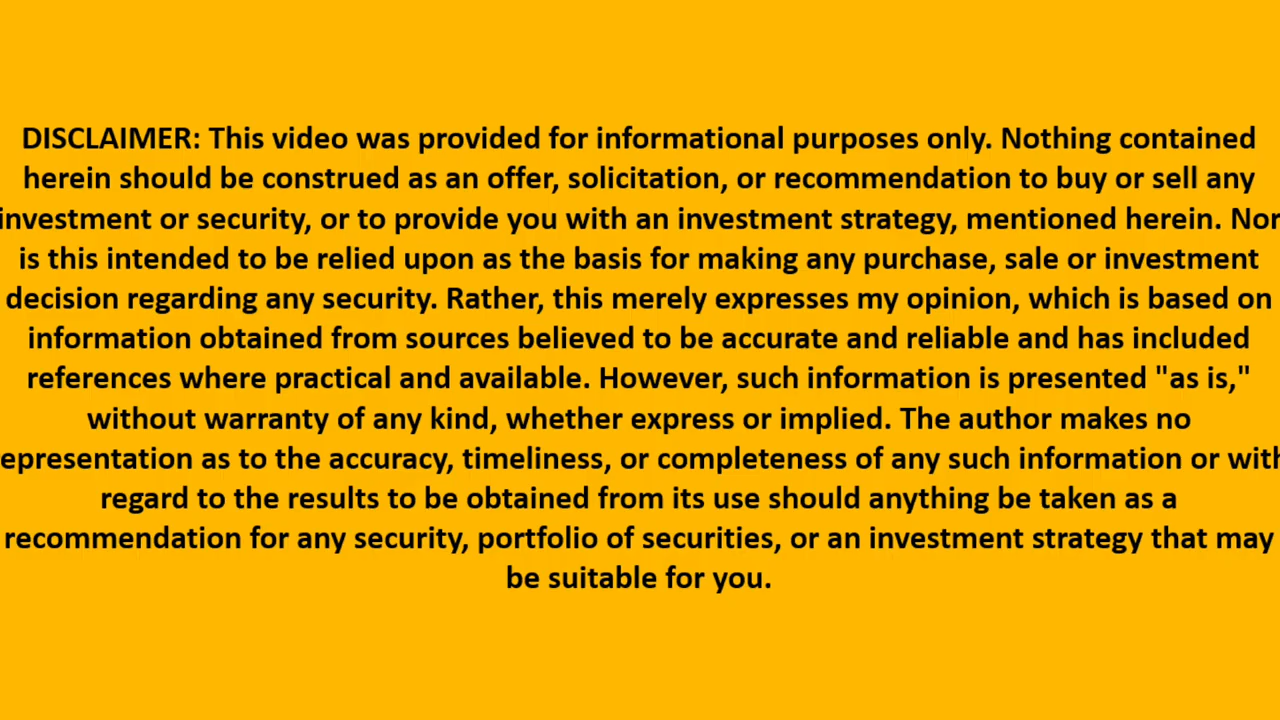 DISCLAIMER: This video was provided for informational purposes only. Nothing contained
herein should be construed as an offer, solicitation, or recommendation to buy or sell any
investment or security, or to provide you with an investment strategy, mentioned herein. Nor
is this intended to be relied upon as the basis for making any purchase, sale or investment
decision regarding any security. Rather, this merely expresses my opinion, which is based on
information obtained from sources believed to be accurate and reliable and has included
references where practical and available. However, such information is presented "as is,"
without warranty of any kind, whether express or implied. The author makes no
epresentation as to the accuracy, timeliness, or completeness of any such information or with
regard to the results to be obtained from its use should anything be taken as a
recommendation for any security, portfolio of securities, or an investment strategy that may
be suitable for you.